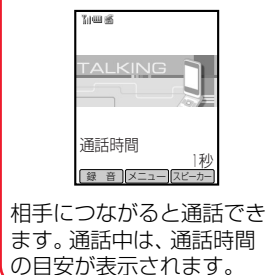 TALKING
通話時間
1秒
録 音 メニュー スピーカー
相手につながると通話でき
ます。通話中は、通話時間
の目安が表示されます。